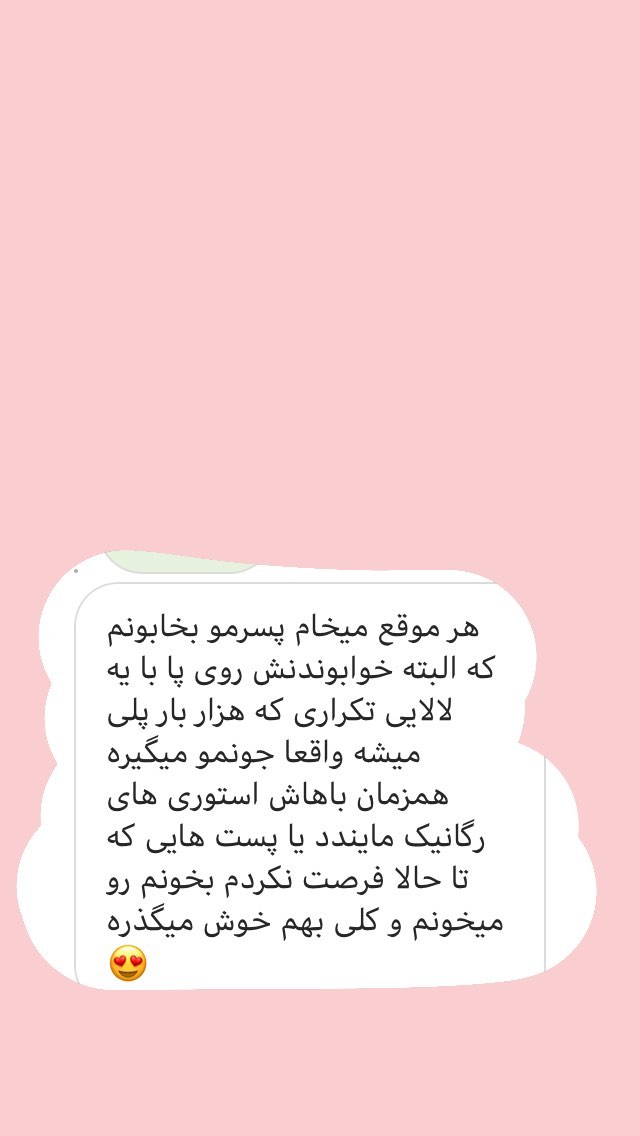 هر موقع میخام پسرمو بخابونم
که البته خوابوندنش روی پا با یه
لالایی تکراری که هزار بار پلی
میشه واقعا جونمو میگیره
همزمان باهاش استوری های
رگانیک مایندد یا پست هایی که
تا حالا فرصت نکردم بخونم رو
میخونم و کلی بهم خوش میگذره
😍